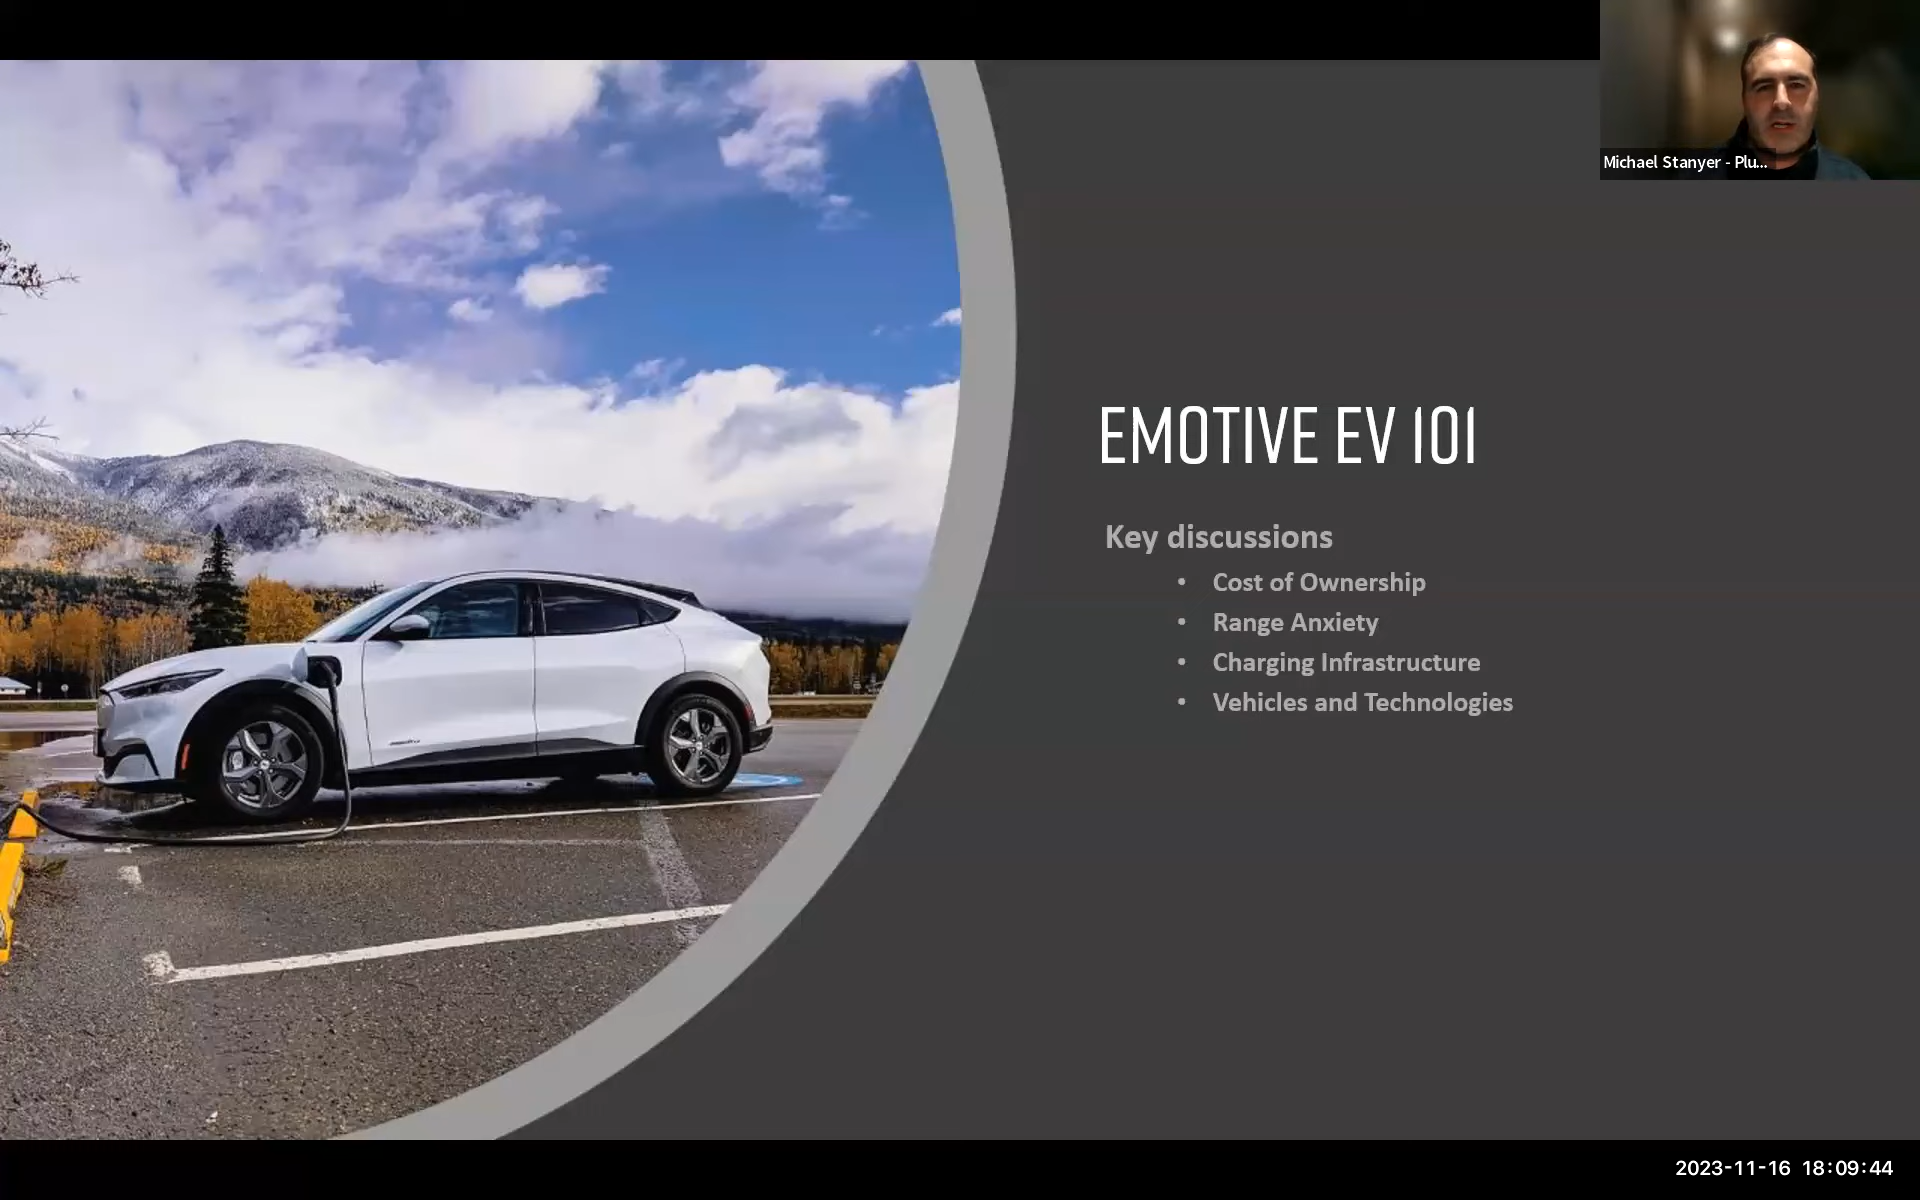 Michael Stanyer - Plu...
EMOTIVE EV 101
Key discussions
• Cost of Ownership
• Range Anxiety
• Charging Infrastructure
• Vehicles and Technologies
2023-11-16 18:09:44